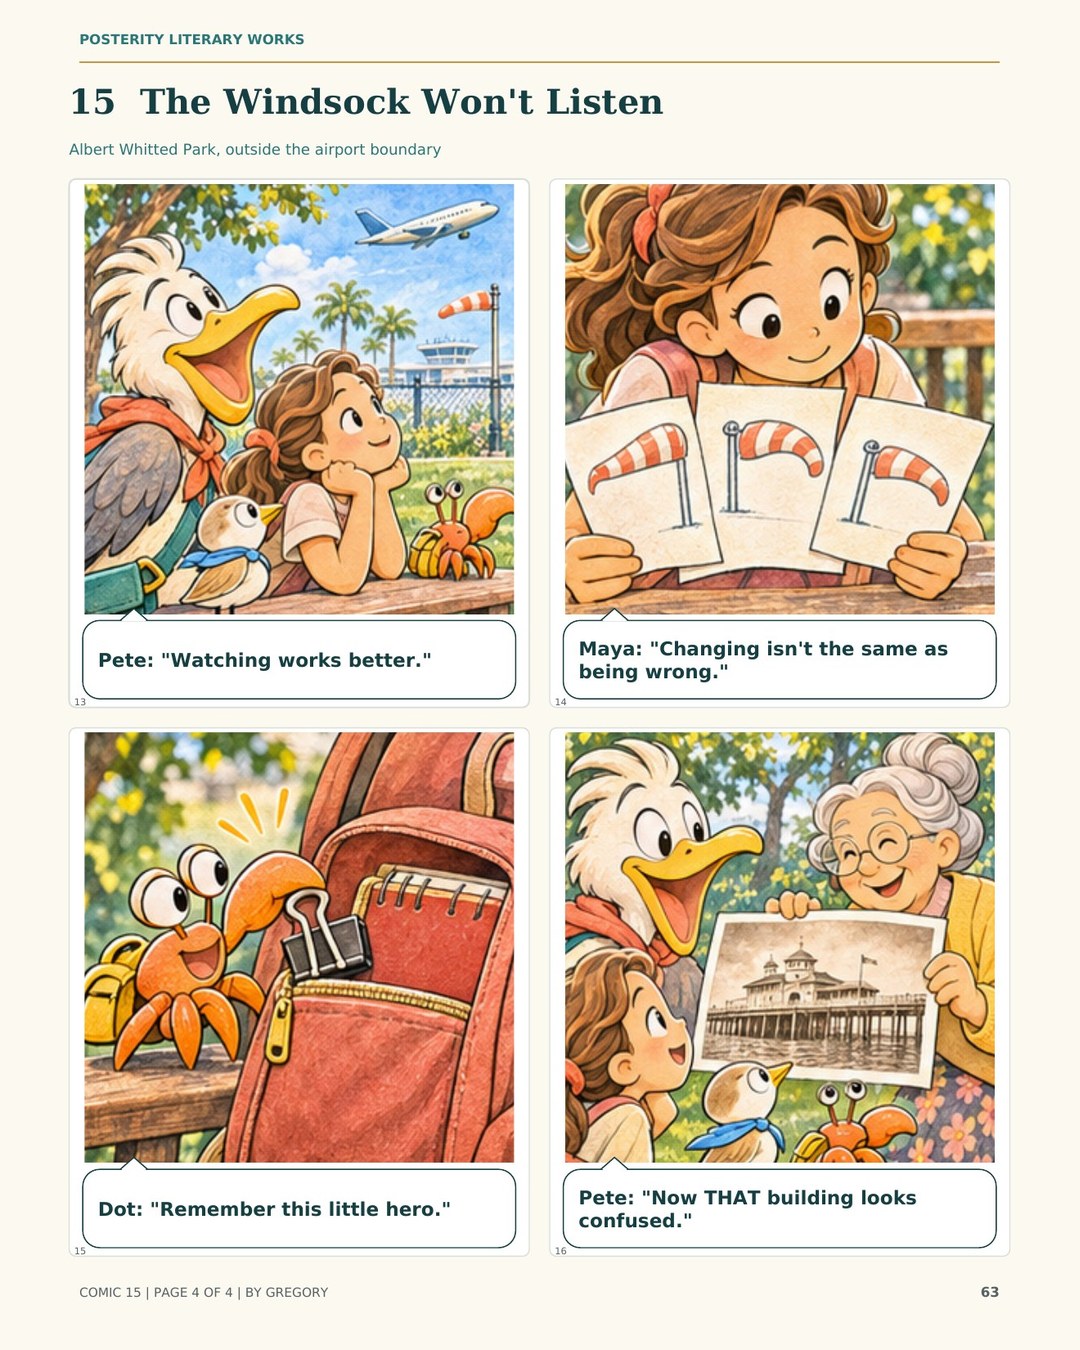 POSTERITY LITERARY WORKS
15 The Windsock Won't Listen
Albert Whitted Park, outside the airport boundary
Pete: "Watching works better."
13
Maya: "Changing isn't the same as
being wrong."
14
Dot: "Remember this little hero."
15
Pete: "Now THAT building looks
confused."
16
COMIC 15 | PAGE 4 OF 4 | BY GREGORY
63